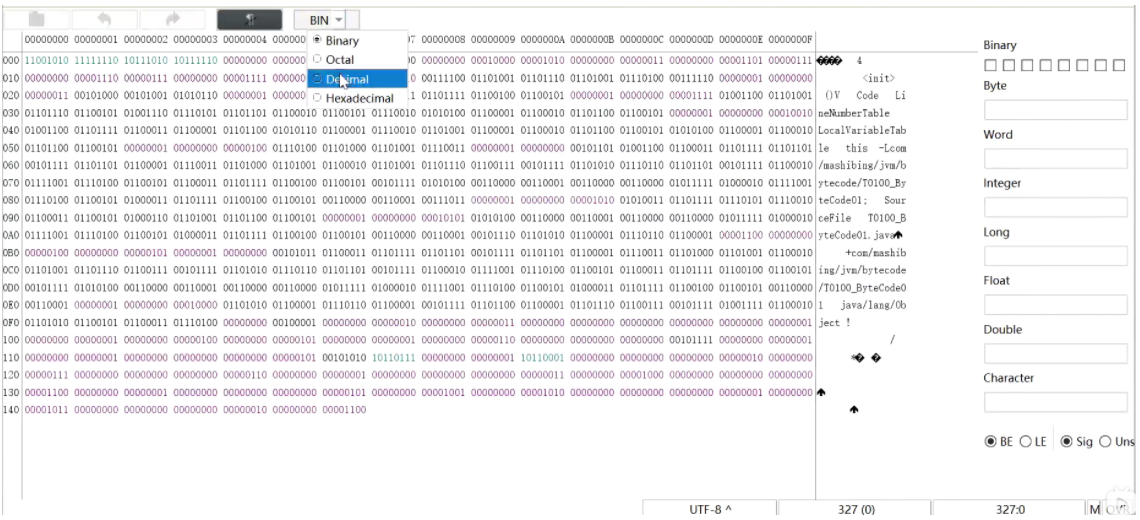 BIN
00000000 00000001 00000002 00000003 00000004 00000008 00000009 0000000A 0000000B 0000000C 0000000D 0000000E 0000000F
Binary
Octal
Decimal
Hexadecimal
000 11001010 11111110 10111010 10111110 00000000 00000000 00010000 00001010 00000000 00000011 00000000 00001101 00000111 4
010 00000000 00001110 00000111 00000000 00001111 00111100 01101001 01101110 01101001 01110100 00111110 00000001 00000000 <init>
020 00000011 00101000 00101001 01010110 00000001 01101111 01100100 01100101 00000001 00000000 00001111 01001100 01101001 ()V Code Li
030 01101110 01100101 01001110 01110101 01101101 01100010 01100101 01110010 01010100 01100001 01100010 01101100 01100101 00000001 00000000 00010010 neNumberTable
040 01001100 01101111 01100011 01100001 01101100 01010110 01100001 01110010 01101001 01100001 01100010 01101100 01100101 01010100 01100001 01100010 LocalVariableTab
050 01101100 01100101 00000001 00000000 00000100 01110100 01101000 01101001 01110011 00000001 00000000 00101101 01001100 01100011 01101111 01101101 le this -Lcom
060 00101111 01101101 01100001 01110011 01101000 01101001 01100010 01101001 01101110 01100111 00101111 01101010 01110110 01101101 00101111 01100010 /mashibing/jvm/b
070 01111001 01110100 01100101 01100011 01101111 01100100 01100101 00101111 01010100 00110000 00110001 00110000 00110000 01011111 01000010 01111001 ytecode/T0100_By
080 01110100 01100101 01000011 01101111 01100100 01100101 00110000 00110001 00111011 00000001 00000000 00001010 01010011 01101111 01110101 01110010 teCode01; Sour
090 01100011 01100101 01000110 01101001 01101100 01100101 00000001 00000000 00010101 01010100 00110000 00110001 00110000 00110000 01011111 01000010 ceFile T0100_B
0A0 01111001 01110100 01100101 01000011 01101111 01100100 01100101 00110000 00110001 00101110 01101010 01100001 01110110 01100001 00001100 00000000 yteCode01.java
0B0 00000100 00000000 00000101 00000001 00000000 00101011 01100011 01101111 01101101 00101111 01101101 01100001 01110011 01101000 01101001 01100010 +com/mashib
0C0 01101001 01101110 01100111 00101111 01101010 01110110 01101101 00101111 01100010 01111001 01110100 01100101 01100011 01101111 01100100 01100101 ing/jvm/bytecode
0D0 00101111 01010100 00110000 00110001 00110000 00110000 01011111 01000010 01111001 01110100 01100101 01000011 01101111 01100100 01100101 00110000 /T0100_ByteCode0
0E0 00110001 00000001 00000000 00010000 01101010 01100001 01110110 01100001 00101111 01101100 01100001 01101110 01100111 00101111 01001111 01100010 1 java/lang/Ob
0F0 01101010 01100101 01100011 01110100 00000000 00100001 00000000 00000010 00000000 00000011 00000000 00000000 00000000 00000000 00000000 00000001 ject !
100 00000000 00000001 00000000 00000100 00000000 00000101 00000000 00000001 00000000 00000110 00000000 00000000 00000000 00101111 00000000 00000001 /
110 00000000 00000001 00000000 00000000 00000000 00000101 00101010 10110111 00000000 00000001 10110001 00000000 00000000 00000000 00000010 00000000 *
120 00000111 00000000 00000000 00000000 00000110 00000000 00000001 00000000 00000000 00000000 00000011 00000000 00001000 00000000 00000000 00000000
130 00001100 00000000 00000001 00000000 00000000 00000000 00000101 00000000 00001001 00000000 00001010 00000000 00000000 00000000 00000001 00000000
140 00001011 00000000 00000000 00000000 00000010 00000000 00001100
Binary
Byte
Word
Integer
Long
Float
Double
Character
BE LE Sig Uns
UTF-8 ^ 327 (0) 327:0 M